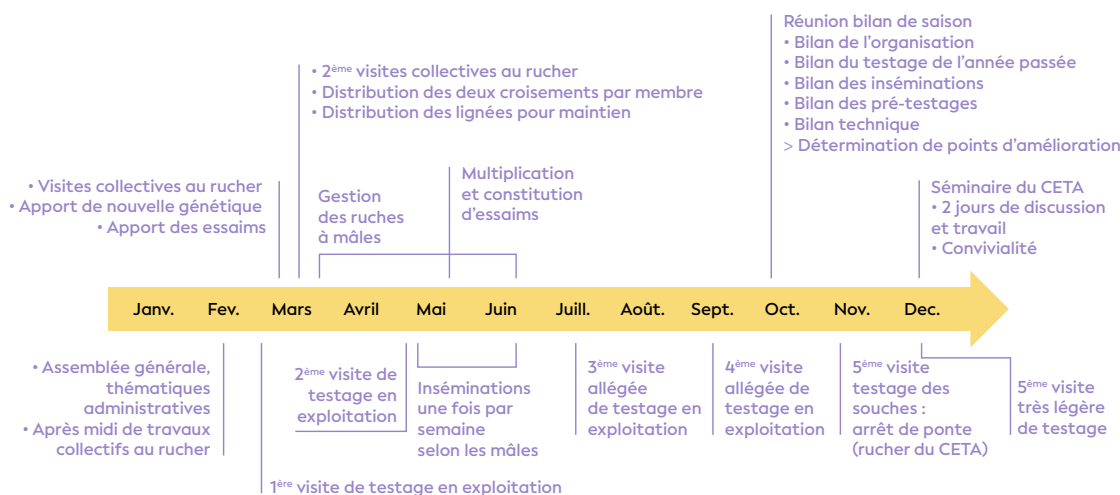 Réunion bilan de saison
• Bilan de l'organisation
• Bilan du testage de l'année passée
• Bilan des inséminations
• Bilan des pré-testages
• Bilan technique
> Détermination de points d'amélioration
• 2ème visites collectives au rucher
• Distribution des deux croisements par membre
• Distribution des lignées pour maintien
• Visites collectives au rucher
• Apport de nouvelle génétique
• Apport des essaims
Gestion
des ruches
à mâles
Multiplication
et constitution
d'essaims
Séminaire du CETA
• 2 jours de discussion
et travail
• Convivialité
Janv. Fev. Mars Avril Mai Juin Juill. Août. Sept. Oct. Nov. Dec.
• Assemblée générale,
thématiques
administratives
• Après midi de travaux
collectifs au rucher
1ère visite de testage en exploitation
2ème visite de
testage en
exploitation
Inséminations
une fois par
semaine
selon les mâles
3ème visite
allégée
de testage en
exploitation
4ème visite
allégée de
testage en
exploitation
5ème visite
testage des
souches :
arrêt de ponte
(rucher du CETA)
5ème visite
très légère
de testage